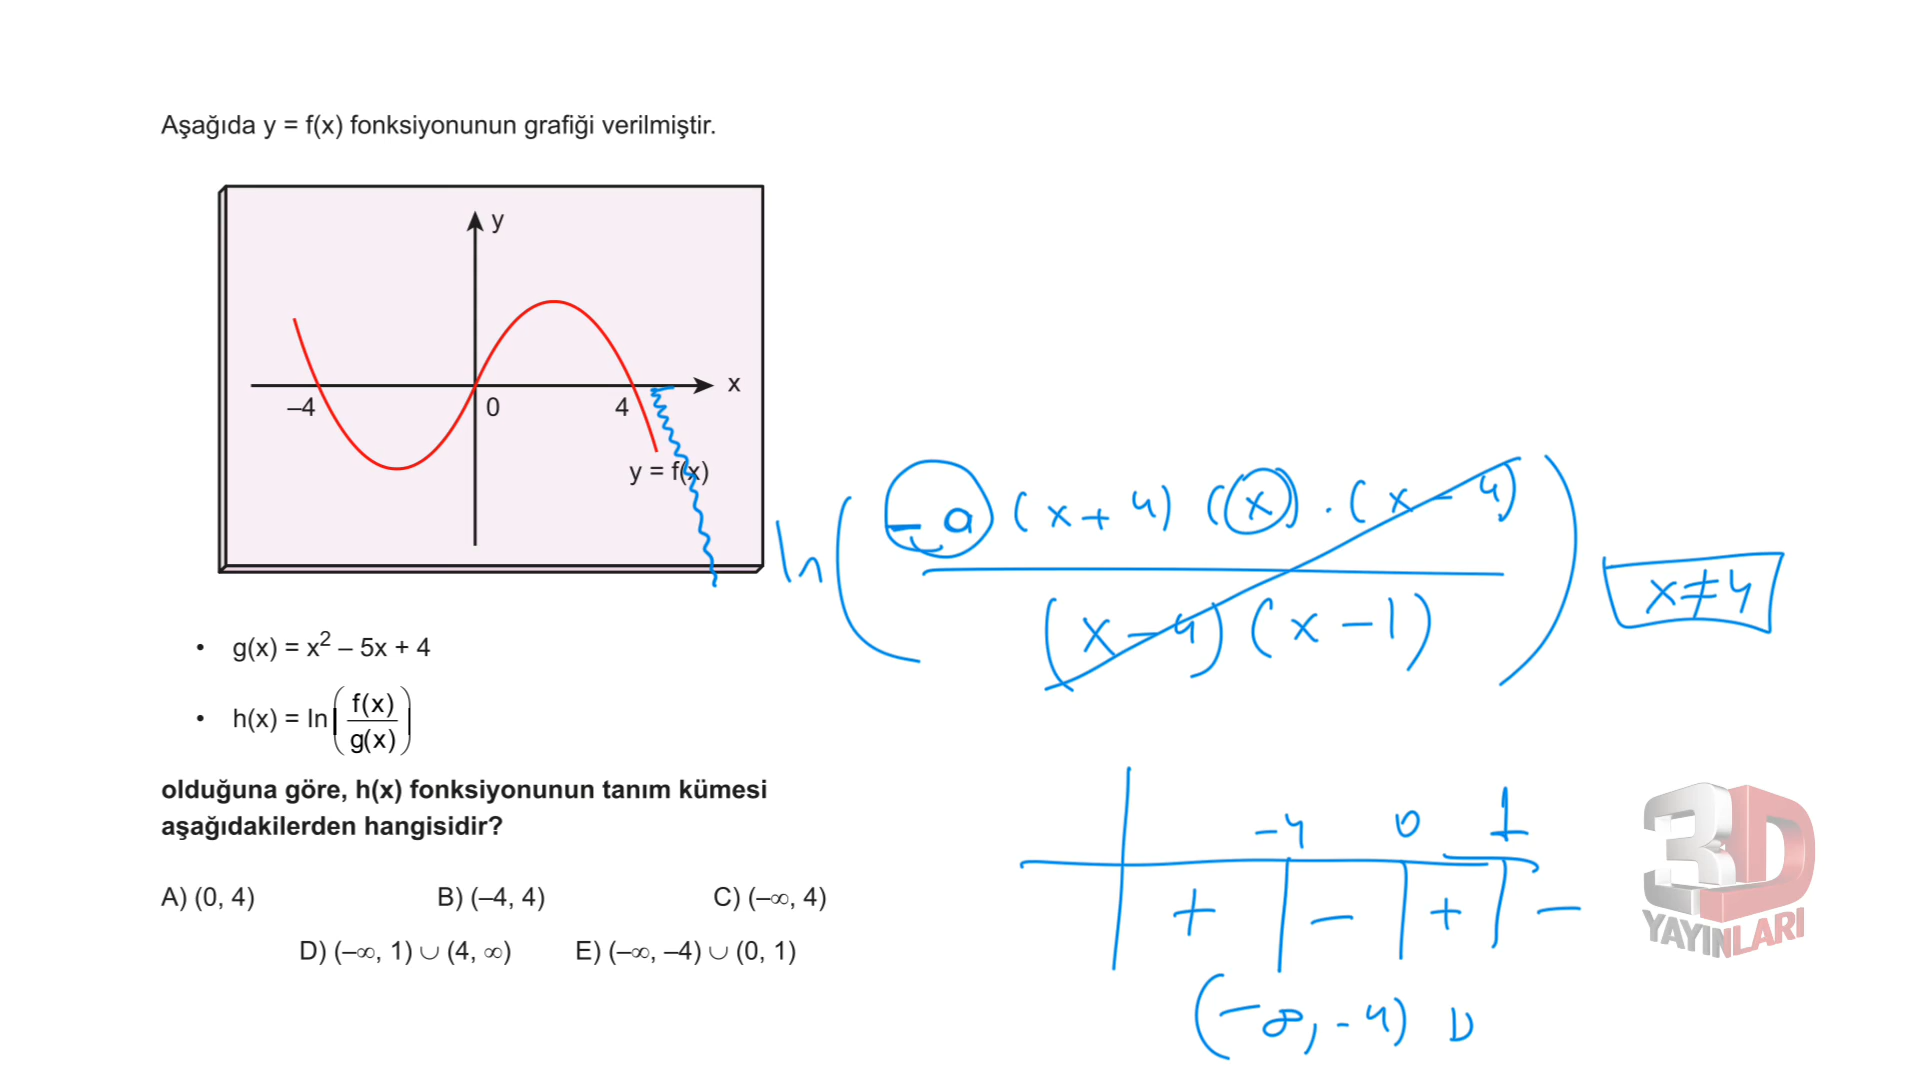 Aşağıda y = f(x) fonksiyonunun grafiği verilmiştir.
y
x
–4
0
4
y = f(x)
ln( –a (x+4) (x) . (x–4)
(x–4) (x–1) )
x≠4
• g(x) = x² – 5x + 4
• h(x) = ln( f(x) / g(x) )
olduğuna göre, h(x) fonksiyonunun tanım kümesi
aşağıdakilerden hangisidir?
A) (0, 4) B) (–4, 4) C) (–∞, 4)
D) (–∞, 1) ∪ (4, ∞) E) (–∞, –4) ∪ (0, 1)
–4 0 1
+ – + –
(–∞, –4) ∪
3D
YAYINLARI